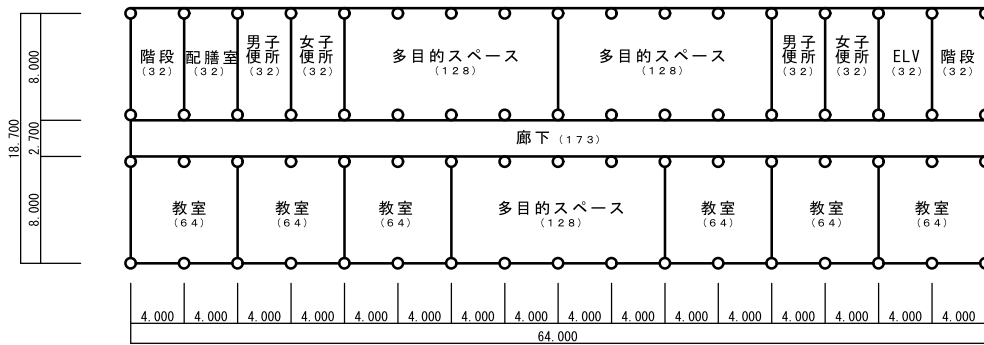 階段
(32)
配膳室
(32)
男子
便所
(32)
女子
便所
(32)
多目的スペース
(128)
多目的スペース
(128)
男子
便所
(32)
女子
便所
(32)
ELV
(32)
階段
(32)
廊下 (173)
教室
(64)
教室
(64)
教室
(64)
多目的スペース
(128)
教室
(64)
教室
(64)
教室
(64)
18.700
8.000
2.700
8.000
4.000 4.000 4.000 4.000 4.000 4.000 4.000 4.000 4.000 4.000 4.000 4.000 4.000 4.000 4.000 4.000
64.000